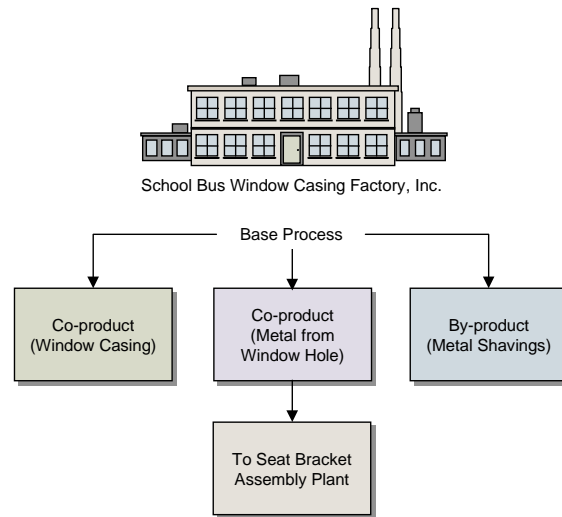 School Bus Window Casing Factory, Inc.
Base Process
Co-product
(Window Casing)
Co-product
(Metal from
Window Hole)
By-product
(Metal Shavings)
To Seat Bracket
Assembly Plant